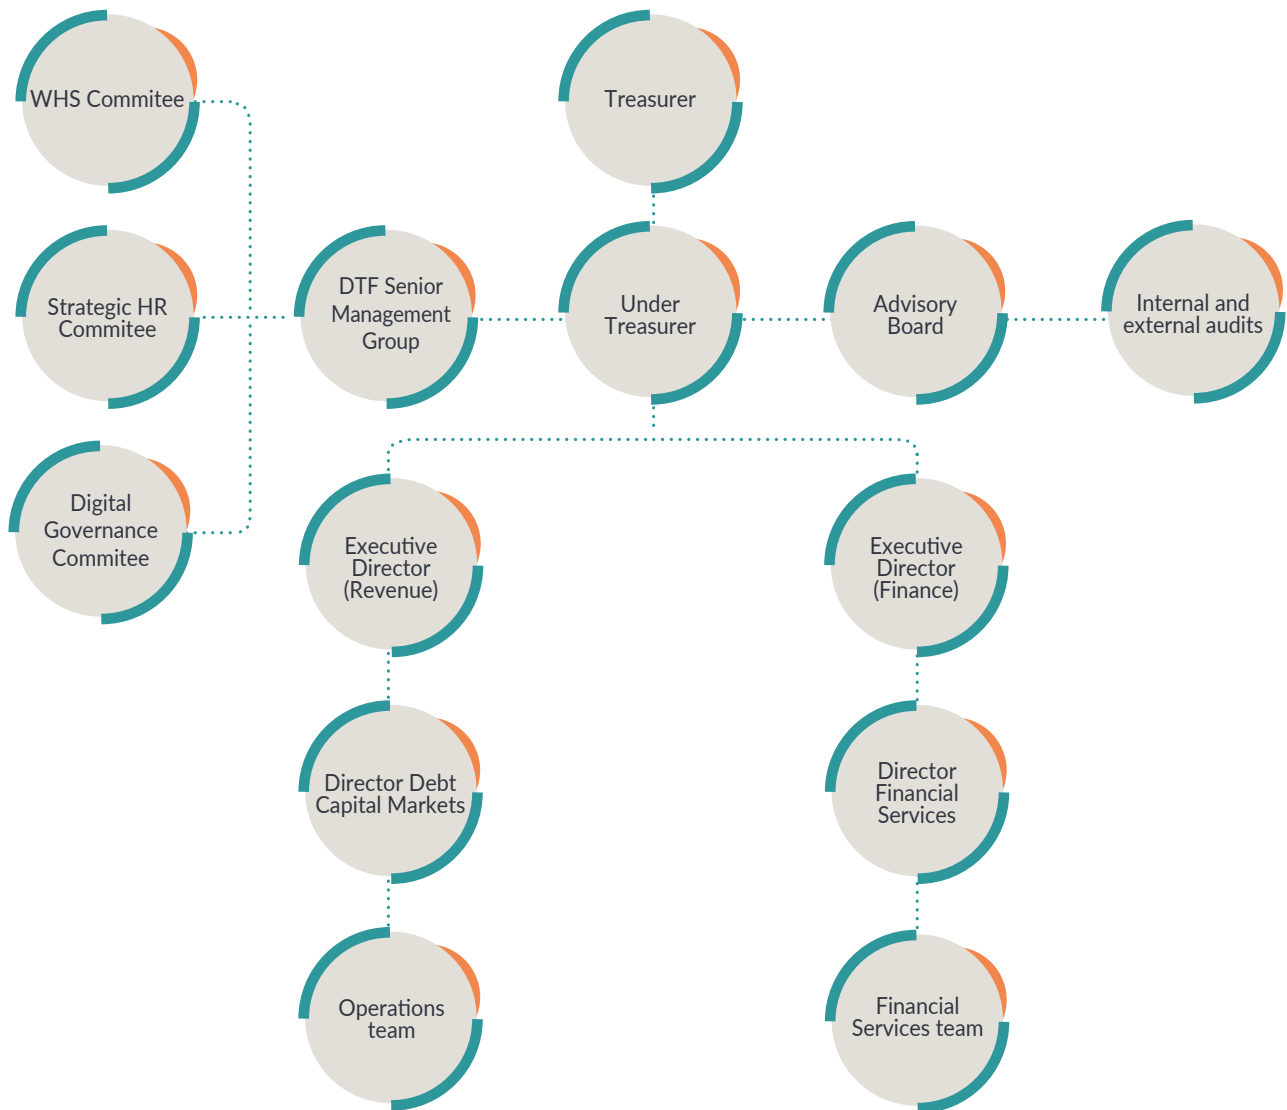 WHS Commitee
Treasurer
Strategic HR
Commitee
DTF Senior
Management
Group
Under
Treasurer
Advisory
Board
Internal and
external audits
Digital
Governance
Commitee
Executive
Director
(Revenue)
Executive
Director
(Finance)
Director Debt
Capital Markets
Director
Financial
Services
Operations
team
Financial
Services team